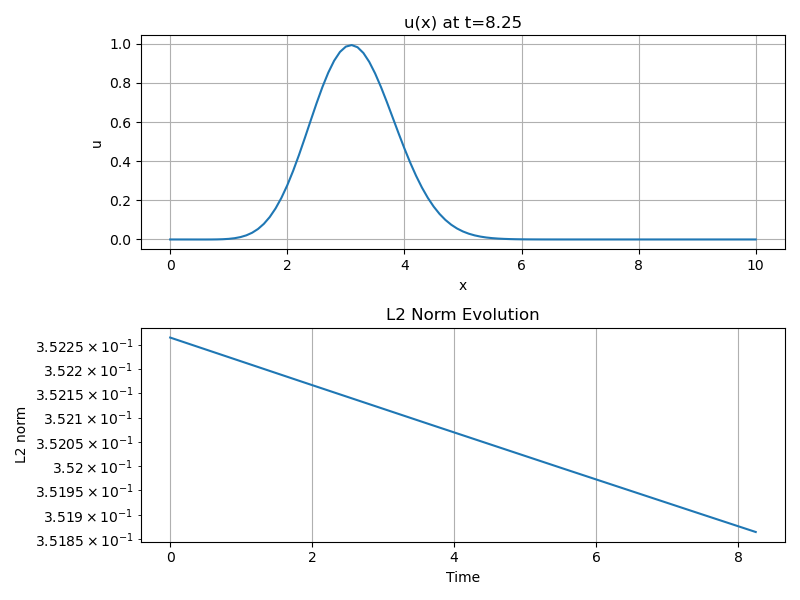 u(x) at t=8.25
u
1.0
0.8
0.6
0.4
0.2
0.0
0 2 4 6 8 10
x
L2 Norm Evolution
L2 norm
3.5225 × 10⁻¹
3.522 × 10⁻¹
3.5215 × 10⁻¹
3.521 × 10⁻¹
3.5205 × 10⁻¹
3.52 × 10⁻¹
3.5195 × 10⁻¹
3.519 × 10⁻¹
3.5185 × 10⁻¹
0 2 4 6 8
Time